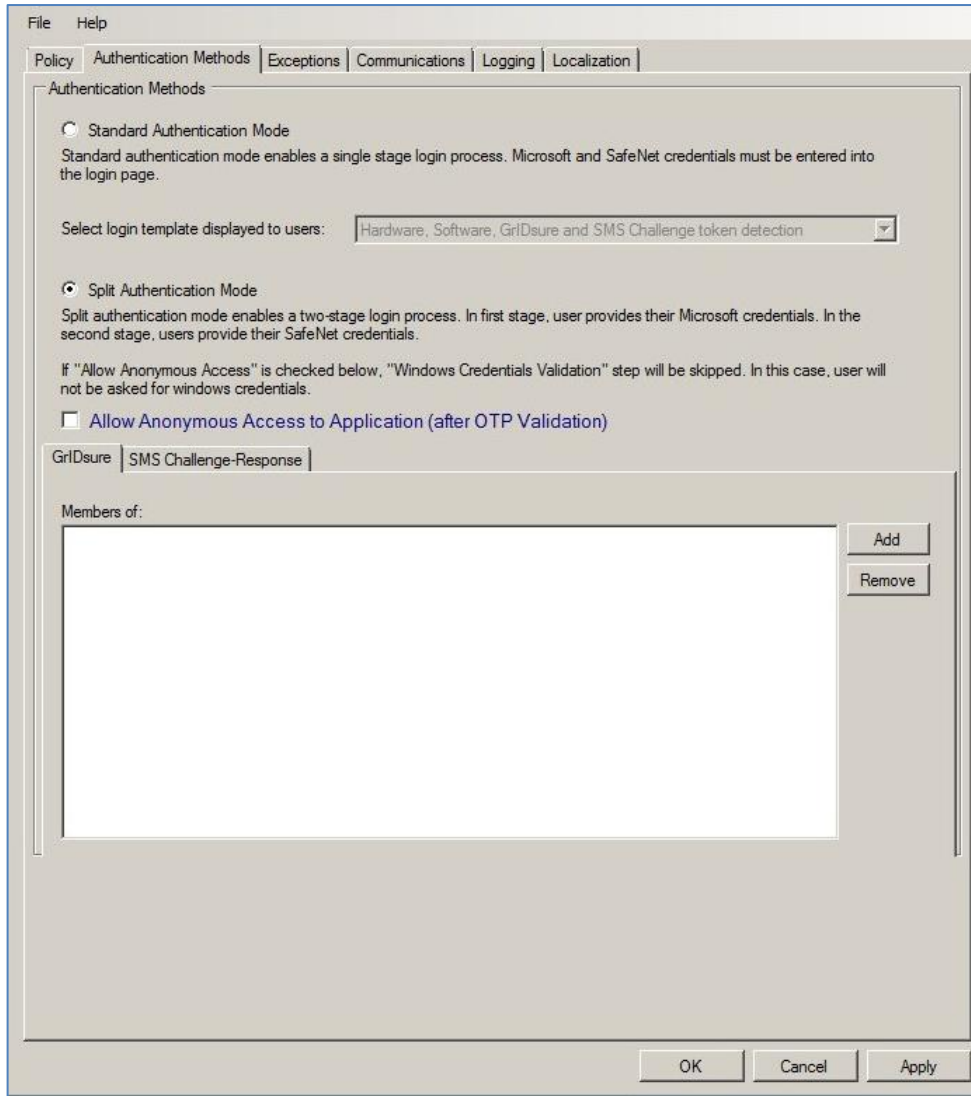 File Help
Policy Authentication Methods Exceptions Communications Logging Localization
Authentication Methods
Standard Authentication Mode
Standard authentication mode enables a single stage login process. Microsoft and SafeNet credentials must be entered into
the login page.
Select login template displayed to users: Hardware, Software, GrIDsure and SMS Challenge token detection
Split Authentication Mode
Split authentication mode enables a two-stage login process. In first stage, user provides their Microsoft credentials. In the
second stage, users provide their SafeNet credentials.
If "Allow Anonymous Access" is checked below, "Windows Credentials Validation" step will be skipped. In this case, user will
not be asked for windows credentials.
Allow Anonymous Access to Application (after OTP Validation)
GrIDsure SMS Challenge-Response
Members of:
Add
Remove
OK Cancel Apply